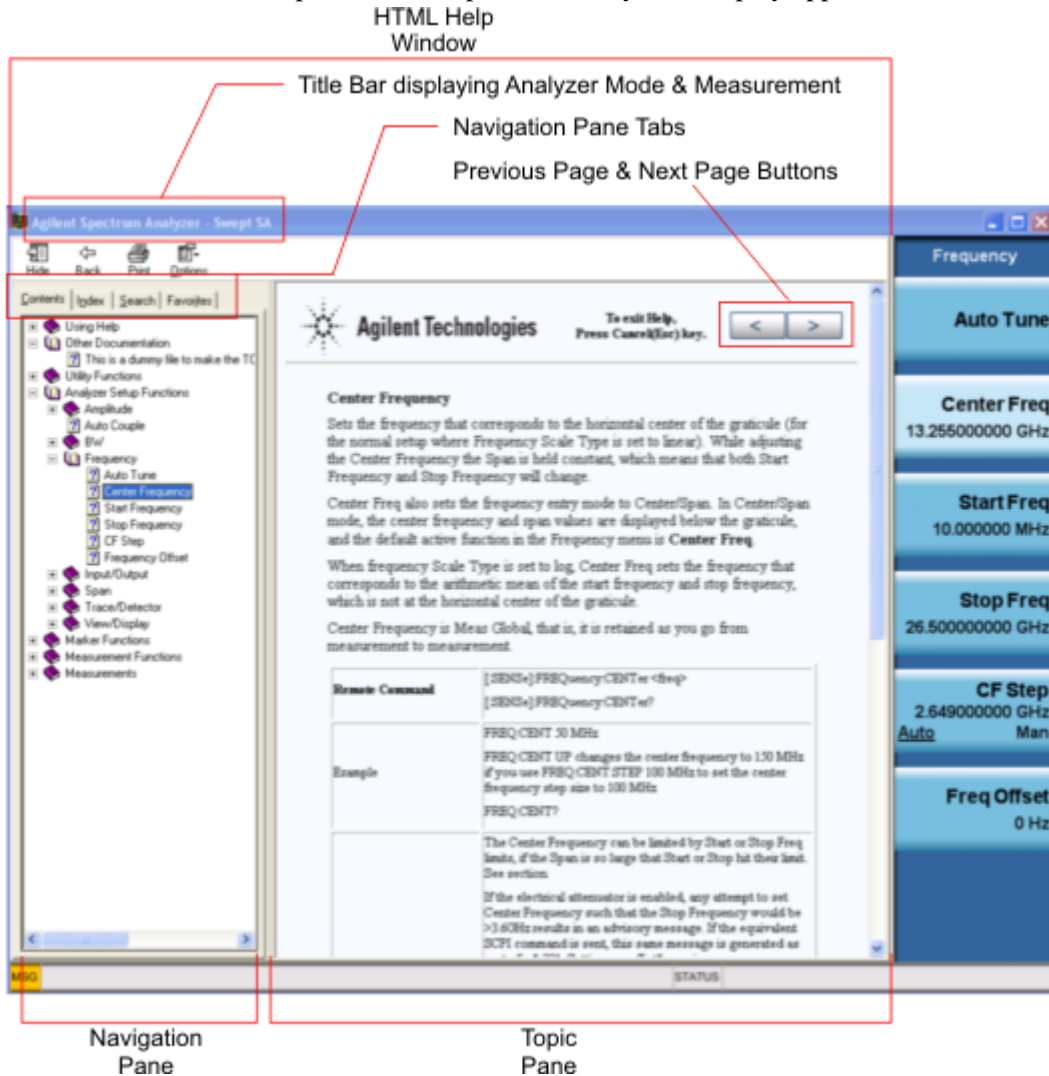 HTML Help
Window
Title Bar displaying Analyzer Mode & Measurement
Navigation Pane Tabs
Previous Page & Next Page Buttons
Agilent Spectrum Analyzer - Swept SA
Hide Back Print Options
Contents Index Search Favorites
Using Help
Other Documentation
This is a dummy file to make the TC
Utility Functions
Analyzer Setup Functions
Amplitude
Auto Couple
BW
Frequency
Auto Tune
Center Frequency
Start Frequency
Stop Frequency
CF Step
Frequency Offset
Input/Output
Span
Trace/Detector
View/Display
Marker Functions
Measurement Functions
Measurements
Agilent Technologies
To exit Help,
Press Cancel(Esc) key.
< >
Center Frequency
Sets the frequency that corresponds to the horizontal center of the graticule (for
the normal setup where Frequency Scale Type is set to linear). While adjusting
the Center Frequency the Span is held constant, which means that both Start
Frequency and Stop Frequency will change.
Center Freq also sets the frequency entry mode to Center/Span. In Center/Span
mode, the center frequency and span values are displayed below the graticule,
and the default active function in the Frequency menu is Center Freq
When frequency Scale Type is set to log, Center Freq sets the frequency that
corresponds to the arithmetic mean of the start frequency and stop frequency,
which is not at the horizontal center of the graticule.
Center Frequency is Meas Global, that is, it is retained as you go from
measurement to measurement.
Remote Command
[:SENSe]:FREQuency:CENTer <freq>
[:SENSe]:FREQuency:CENTer?
Example
FREQ:CENT 50 MHz
FREQ:CENT UP changes the center frequency to 150 MHz
if you use FREQ:CENT:STEP 100 MHz to set the center
frequency step size to 100 MHz
FREQ:CENT?
The Center Frequency can be limited by Start or Stop Freq
limits, if the Span is so large that Start or Stop hit their limit.
See section
If the electrical attenuator is enabled, any attempt to set
Center Frequency such that the Stop Frequency would be
>3.6GHz results in an advisory message. If the equivalent
SCPI command is sent, this same message is generated as
Frequency
Auto Tune
Center Freq
13.255000000 GHz
Start Freq
10.000000 MHz
Stop Freq
26.500000000 GHz
CF Step
2.649000000 GHz
Auto Man
Freq Offset
0 Hz
MSG
STATUS
Navigation
Pane
Topic
Pane